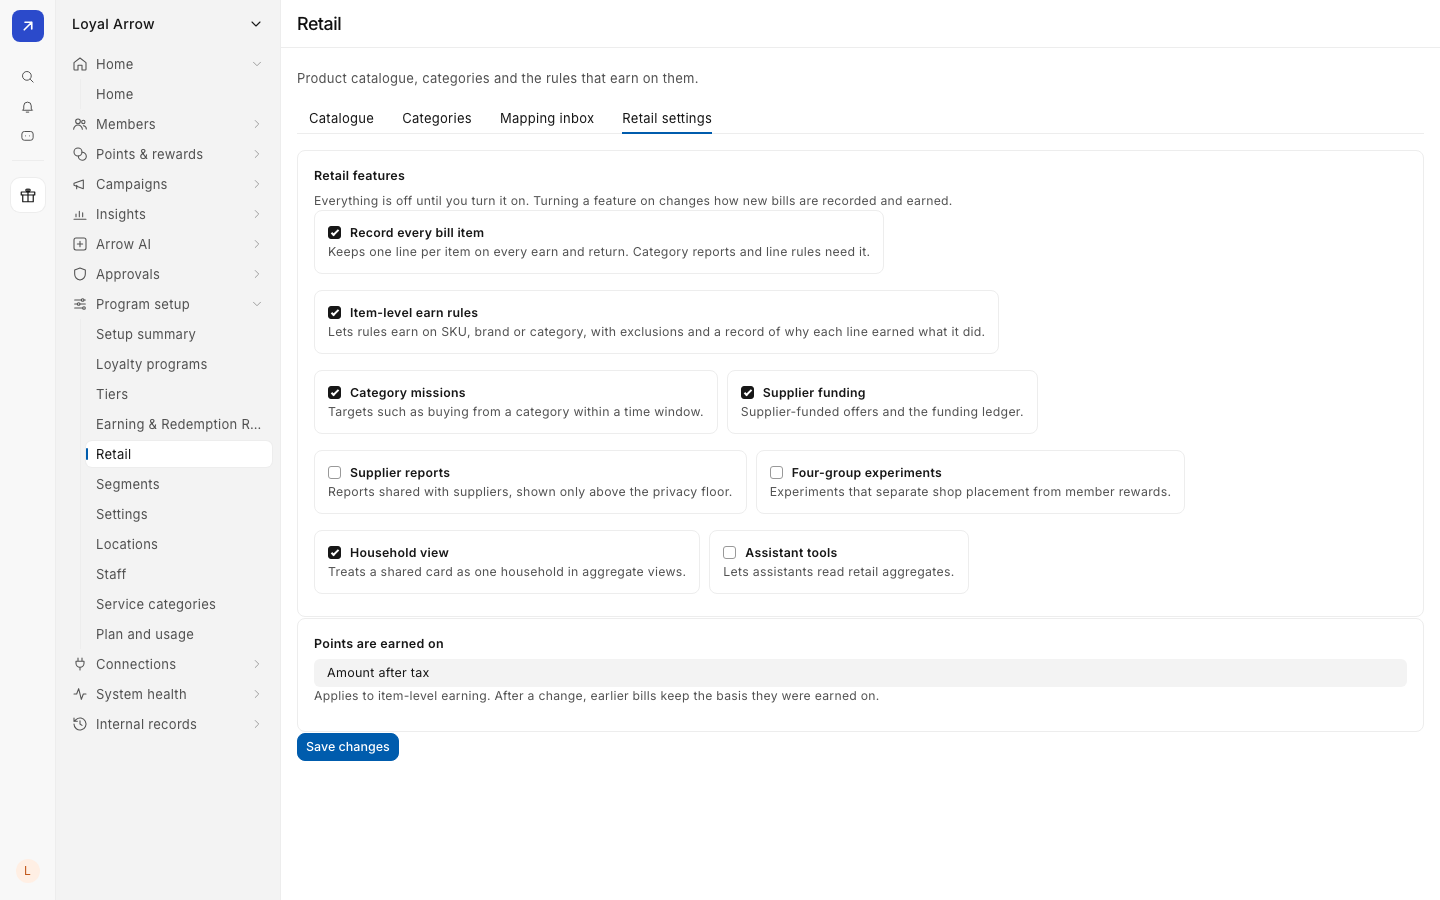 Loyal Arrow
Home
Home
Members
Points & rewards
Campaigns
Insights
Arrow AI
Approvals
Program setup
Setup summary
Loyalty programs
Tiers
Earning & Redemption R...
Retail
Segments
Settings
Locations
Staff
Service categories
Plan and usage
Connections
System health
Internal records
L
Retail
Product catalogue, categories and the rules that earn on them.
Catalogue Categories Mapping inbox Retail settings
Retail features
Everything is off until you turn it on. Turning a feature on changes how new bills are recorded and earned.
Record every bill item
Keeps one line per item on every earn and return. Category reports and line rules need it.
Item-level earn rules
Lets rules earn on SKU, brand or category, with exclusions and a record of why each line earned what it did.
Category missions
Targets such as buying from a category within a time window.
Supplier funding
Supplier-funded offers and the funding ledger.
Supplier reports
Reports shared with suppliers, shown only above the privacy floor.
Four-group experiments
Experiments that separate shop placement from member rewards.
Household view
Treats a shared card as one household in aggregate views.
Assistant tools
Lets assistants read retail aggregates.
Points are earned on
Amount after tax
Applies to item-level earning. After a change, earlier bills keep the basis they were earned on.
Save changes